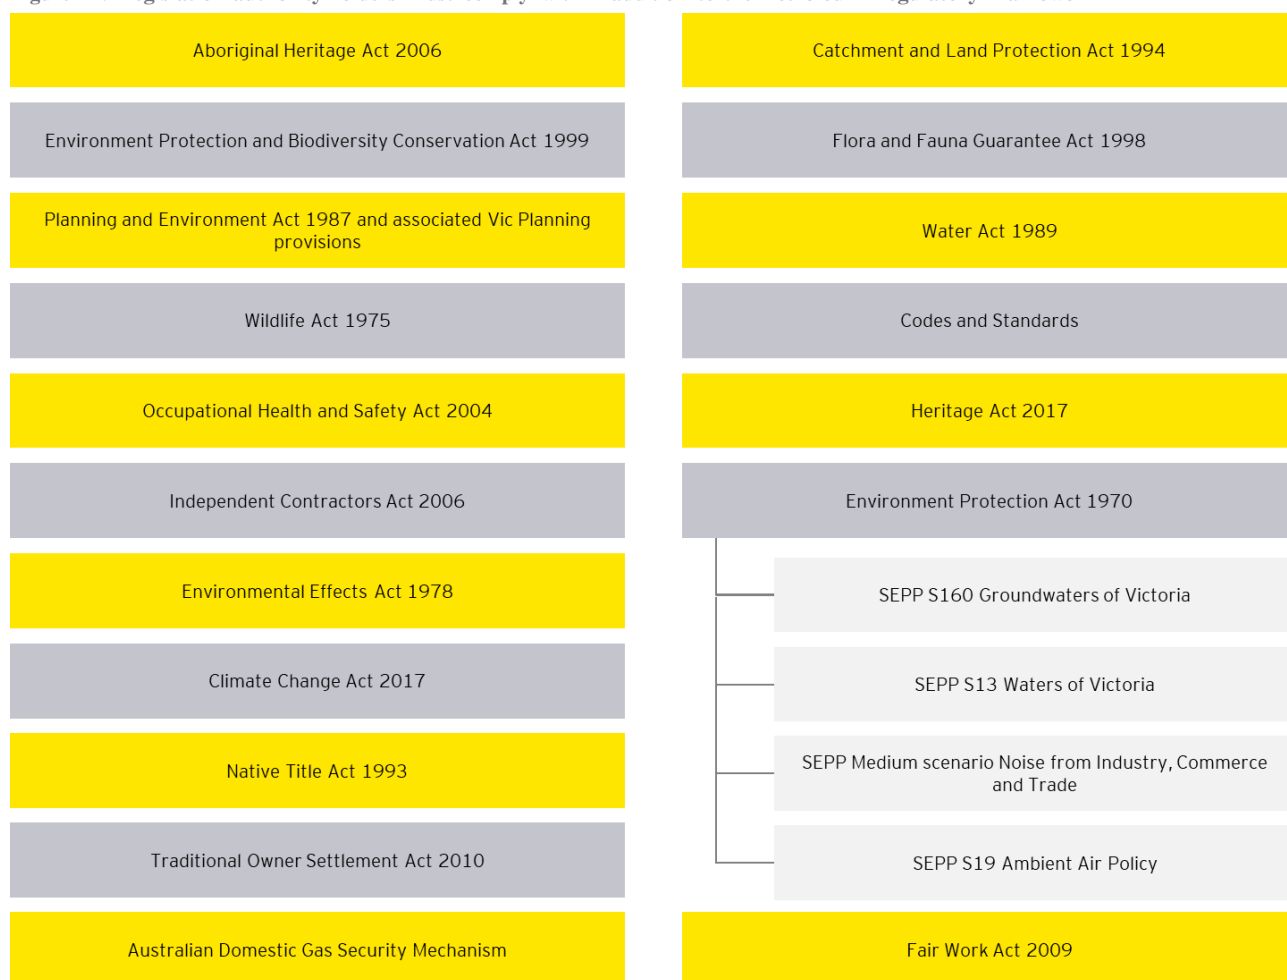 Aboriginal Heritage Act 2006
Environment Protection and Biodiversity Conservation Act 1999
Planning and Environment Act 1987 and associated Vic Planning
provisions
Wildlife Act 1975
Occupational Health and Safety Act 2004
Independent Contractors Act 2006
Environmental Effects Act 1978
Climate Change Act 2017
Native Title Act 1993
Traditional Owner Settlement Act 2010
Australian Domestic Gas Security Mechanism
Catchment and Land Protection Act 1994
Flora and Fauna Guarantee Act 1998
Water Act 1989
Codes and Standards
Heritage Act 2017
Environment Protection Act 1970
SEPP S160 Groundwaters of Victoria
SEPP S13 Waters of Victoria
SEPP Medium scenario Noise from Industry, Commerce
and Trade
SEPP S19 Ambient Air Policy
Fair Work Act 2009